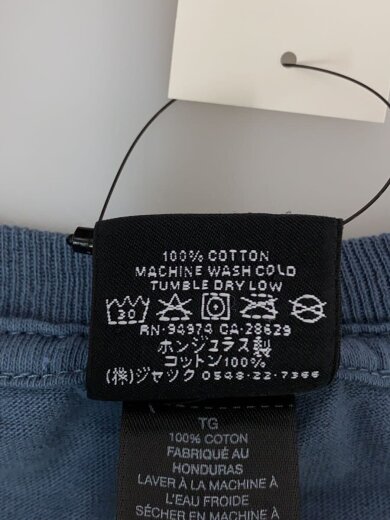 100% COTTON
MACHINE WASH COLD
TUMBLE DRY LOW
30
RN-94974 CA-28629
ホンジュラス製
コットン100%
(株)ジャック 0548-22-7366
TG
100% COTON
FABRIQUÉ AU
HONDURAS
LAVER À LA MACHINE À
L'EAU FROIDE
SÉCHER EN MACHINE À